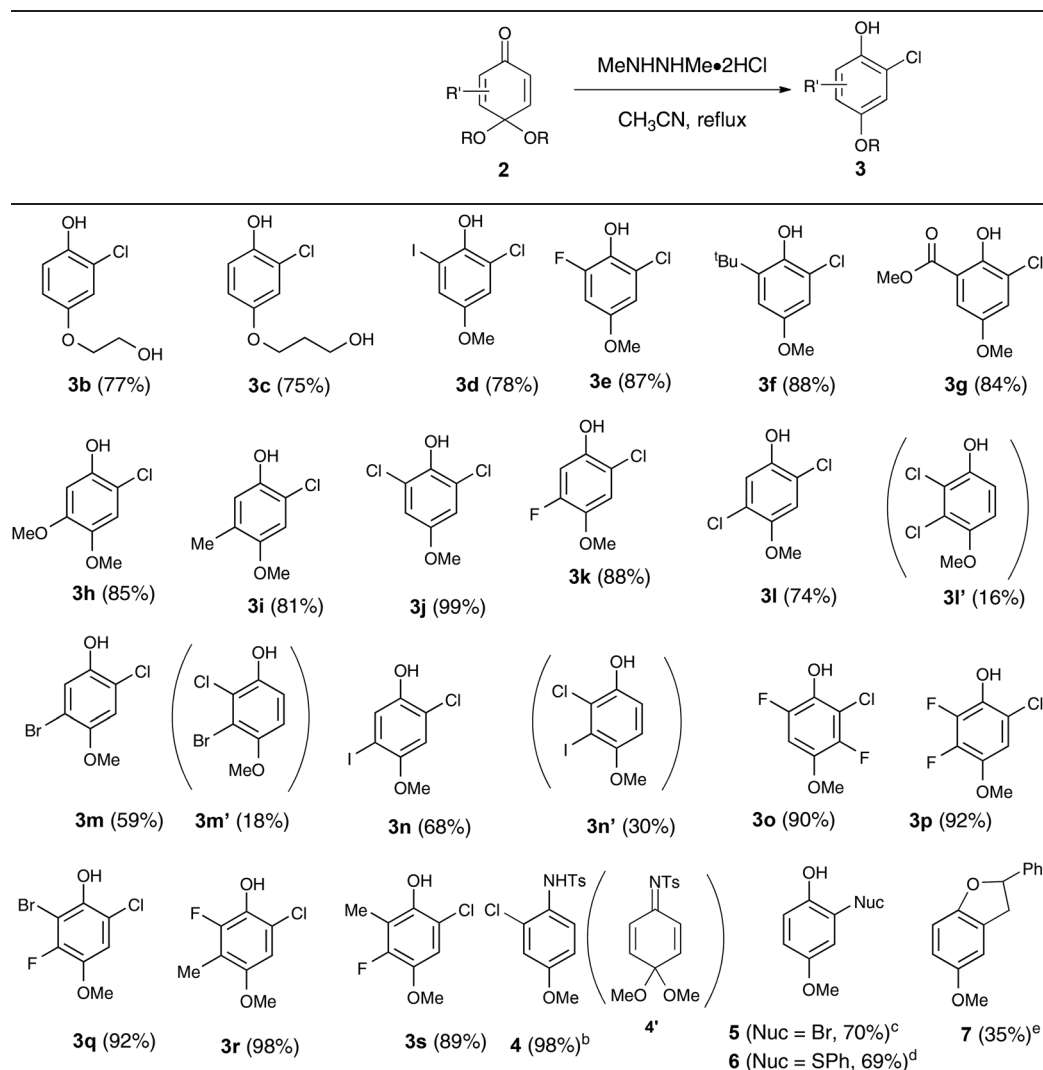 O
R'
RO OR
2
MeNHNHMe•2HCl
CH3CN, reflux
OH
Cl
R'
OR
3
OH
Cl
O
OH
3b (77%)
OH
Cl
O
OH
3c (75%)
OH
I Cl
OMe
3d (78%)
OH
F Cl
OMe
3e (87%)
OH
tBu Cl
OMe
3f (88%)
O OH
MeO Cl
OMe
3g (84%)
OH
Cl
MeO
OMe
3h (85%)
OH
Cl
Me
OMe
3i (81%)
OH
Cl Cl
OMe
3j (99%)
OH
Cl
F
OMe
3k (88%)
OH
Cl
Cl
OMe
3l (74%)
OH
Cl
Cl
MeO
3l' (16%)
OH
Cl
Br
OMe
3m (59%)
OH
Cl
Br
MeO
3m' (18%)
OH
Cl
I
OMe
3n (68%)
OH
Cl
I
OMe
3n' (30%)
OH
F Cl
F
MeO
3o (90%)
OH
F Cl
F
OMe
3p (92%)
OH
Br Cl
F
OMe
3q (92%)
OH
F Cl
Me
OMe
3r (98%)
OH
Me Cl
F
OMe
3s (89%)
NHTs
Cl
OMe
4 (98%)b
NTs
MeO OMe
4'
OH
Nuc
OMe
5 (Nuc = Br, 70%)c
6 (Nuc = SPh, 69%)d
Ph
O
OMe
7 (35%)e